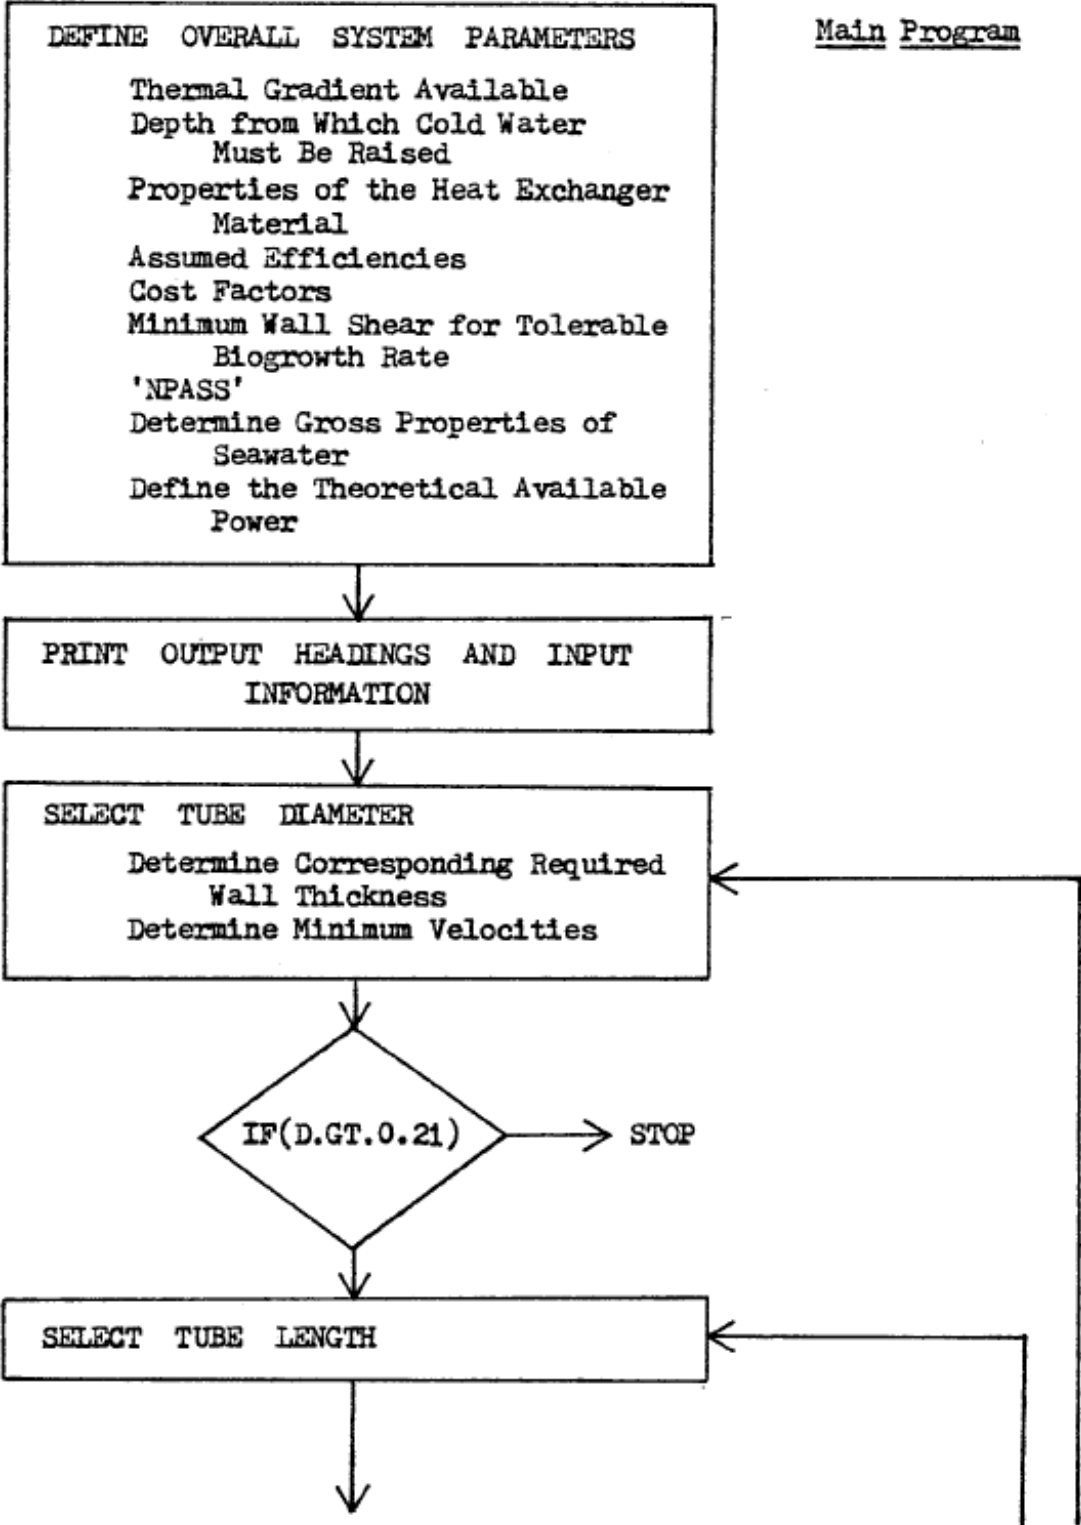 Main Program
DEFINE OVERALL SYSTEM PARAMETERS
Thermal Gradient Available
Depth from Which Cold Water
Must Be Raised
Properties of the Heat Exchanger
Material
Assumed Efficiencies
Cost Factors
Minimum Wall Shear for Tolerable
Biogrowth Rate
'NPASS'
Determine Gross Properties of
Seawater
Define the Theoretical Available
Power
PRINT OUTPUT HEADINGS AND INPUT
INFORMATION
SELECT TUBE DIAMETER
Determine Corresponding Required
Wall Thickness
Determine Minimum Velocities
IF(D.GT.0.21)
STOP
SELECT TUBE LENGTH